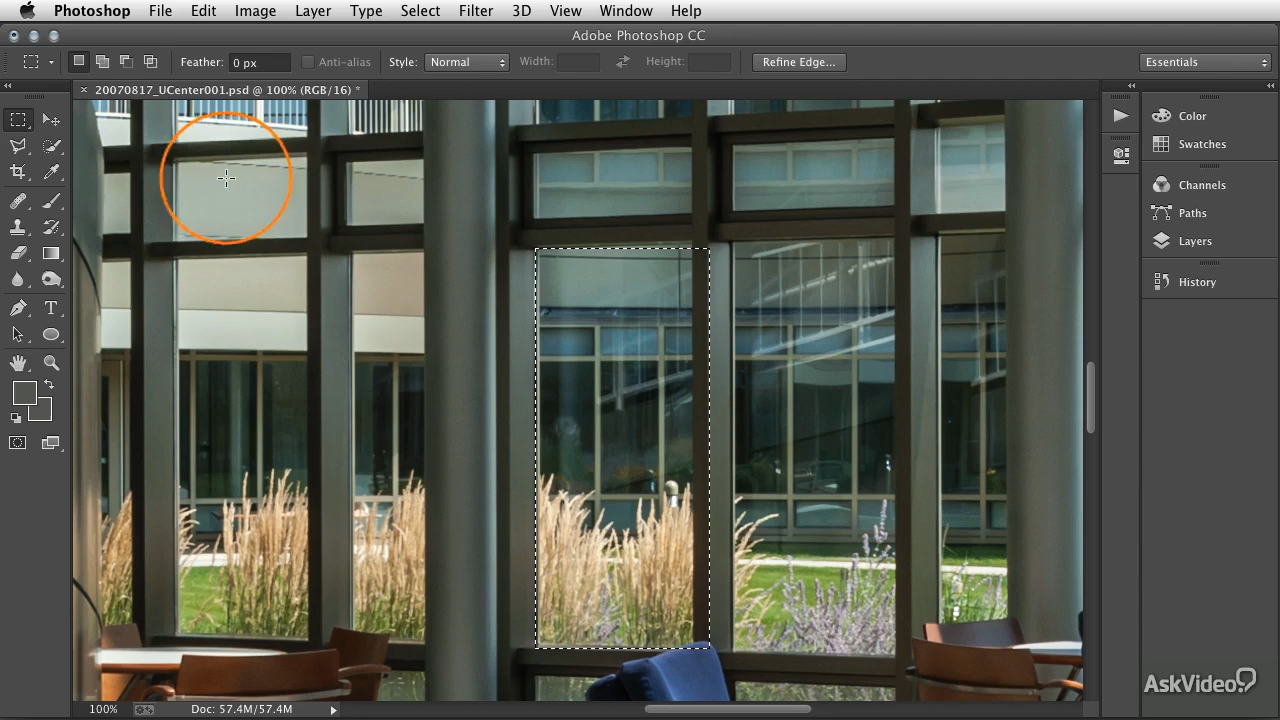 Photoshop File Edit Image Layer Type Select Filter 3D View Window Help
Adobe Photoshop CC
Feather: 0 px Anti-alias Style: Normal Width: Height: Refine Edge... Essentials
× 20070817_UCenter001.psd @ 100% (RGB/16) *
Color
Swatches
Channels
Paths
Layers
History
AskVideo
100% Doc: 57.4M/57.4M